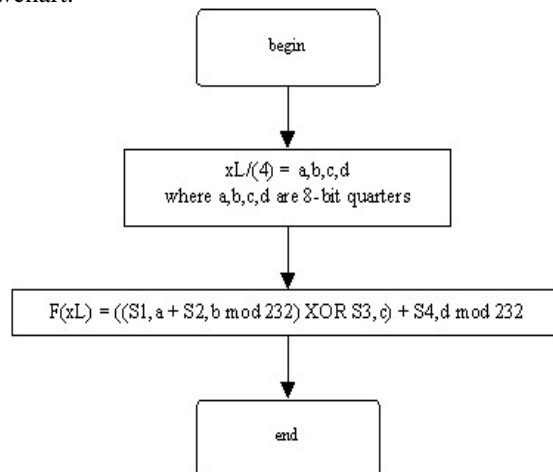 begin
xL/(4) = a,b,c,d
where a,b,c,d are 8-bit quarters
F(xL) = ((S1,a + S2,b mod 232) XOR S3,c) + S4,d mod 232
end